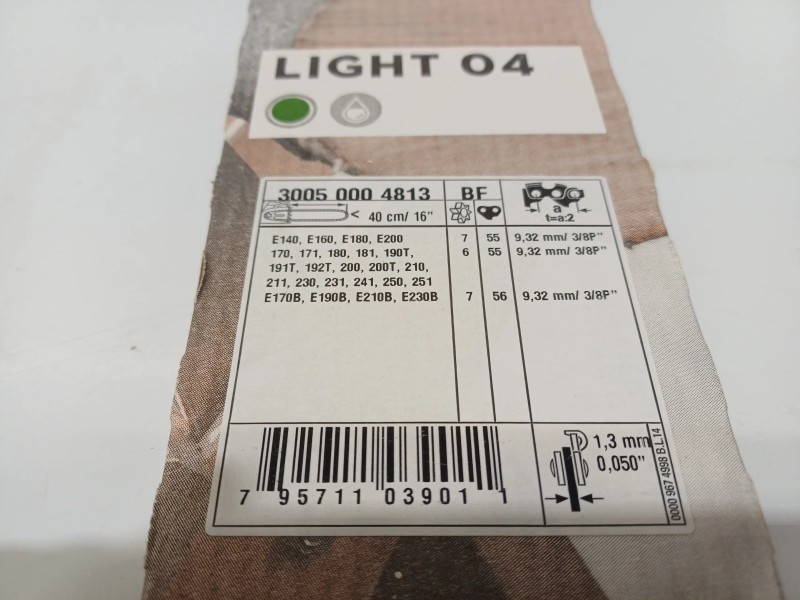 LIGHT 04
3005 000 4813 BF
< 40 cm/ 16" a t=a:2
E140, E160, E180, E200 7 55 9,32 mm/ 3/8P"
170, 171, 180, 181, 190T, 6 55 9,32 mm/ 3/8P"
191T, 192T, 200, 200T, 210,
211, 230, 231, 241, 250, 251
E170B, E190B, E210B, E230B 7 56 9,32 mm/ 3/8P"
1,3 mm
0,050"
7 95711 03901 1
0000 967 4998 B.L.14